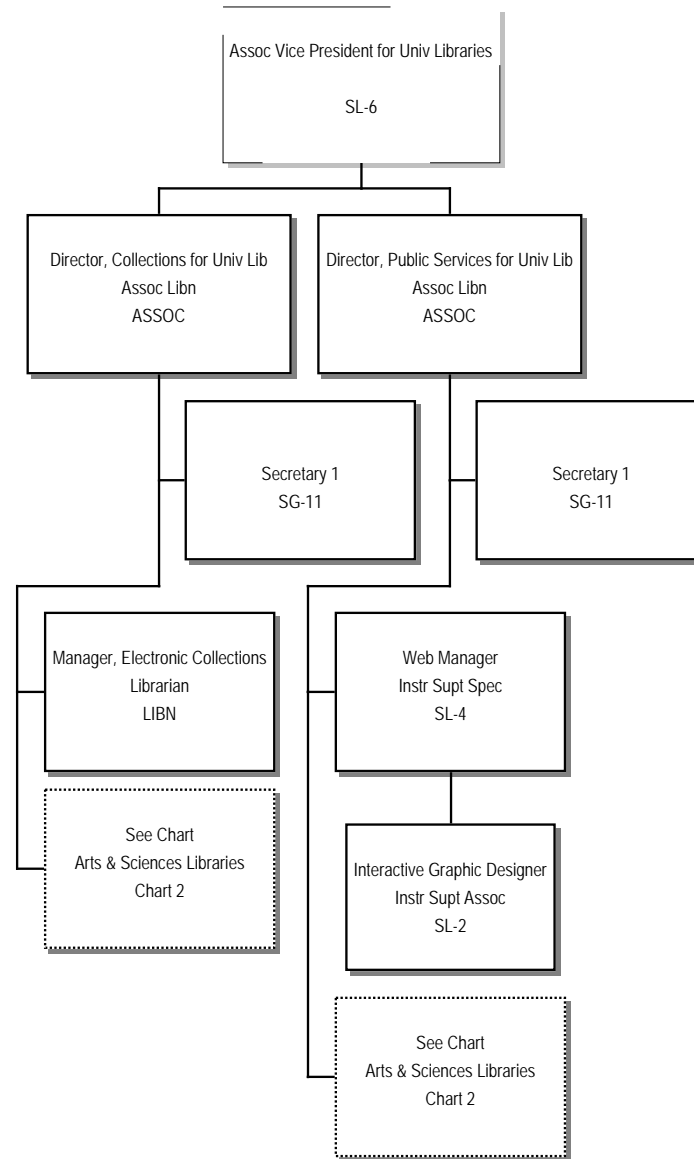 Assoc Vice President for Univ Libraries
SL-6
Director, Collections for Univ Lib
Assoc Libn
ASSOC
Director, Public Services for Univ Lib
Assoc Libn
ASSOC
Secretary 1
SG-11
Secretary 1
SG-11
Manager, Electronic Collections
Librarian
LIBN
Web Manager
Instr Supt Spec
SL-4
See Chart
Arts & Sciences Libraries
Chart 2
Interactive Graphic Designer
Instr Supt Assoc
SL-2
See Chart
Arts & Sciences Libraries
Chart 2